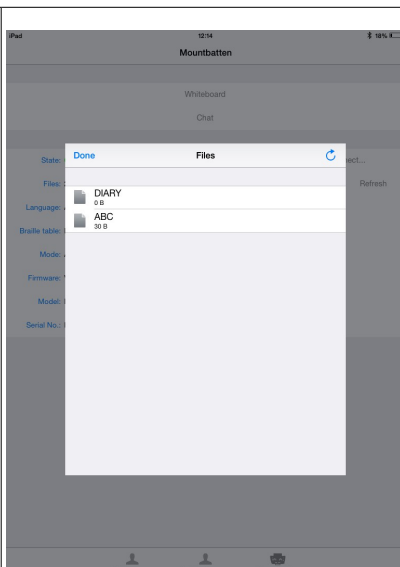 iPad 12:14 18%
Mountbatten
Whiteboard
Chat
Done Files
State: ect...
Files: Refresh
DIARY
0 B
Language:
ABC
30 B
Braille table:
Mode:
Firmware:
Model:
Serial No.: